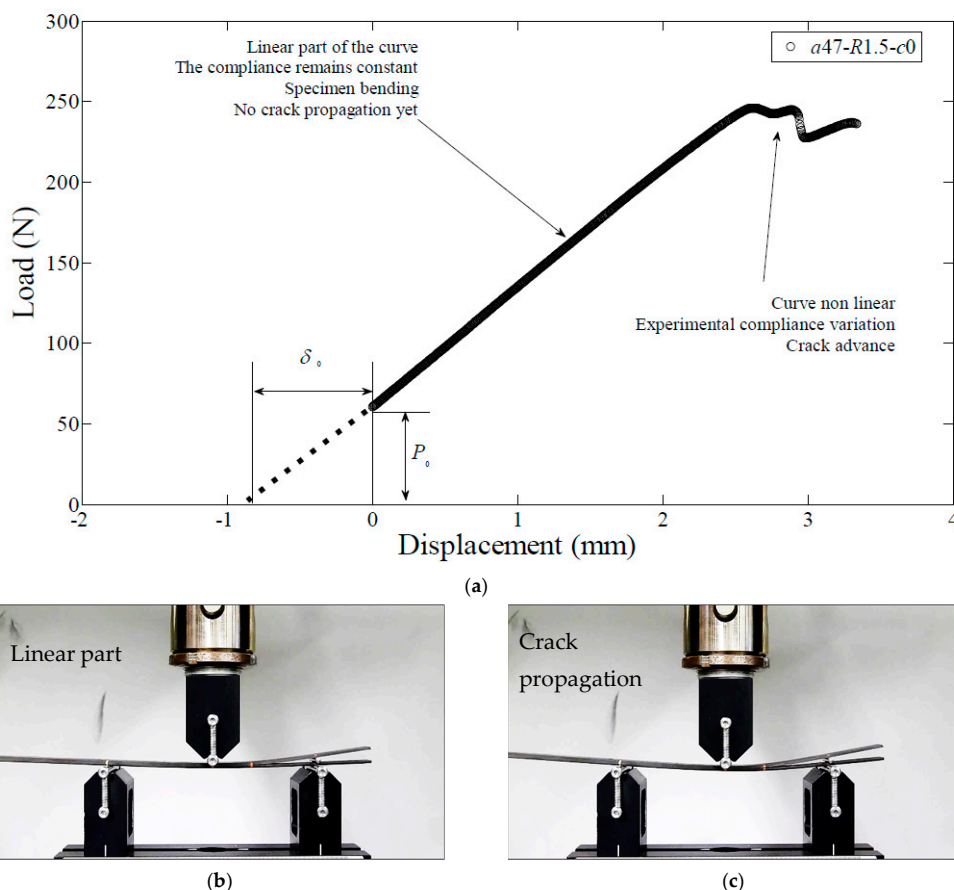 300
250
200
150
100
50
0
Load (N)
Linear part of the curve
The compliance remains constant
Specimen bending
No crack propagation yet
○ a47-R1.5-c0
Curve non linear
Experimental compliance variation
Crack advance
δ₀
P₀
-2 -1 0 1 2 3 4
Displacement (mm)
(a)
Linear part
Crack
propagation
(b) (c)